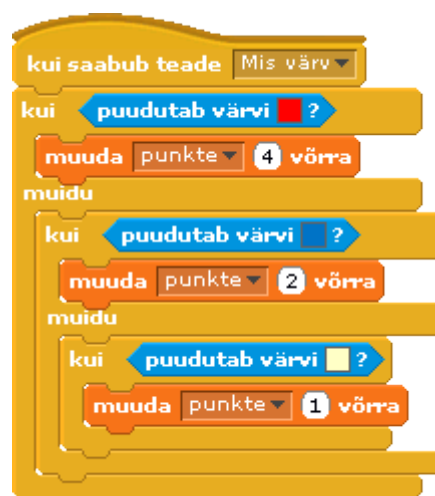 kui saabub teade Mis värv
kui puudutab värvi ?
muuda punkte 4 võrra
muidu
kui puudutab värvi ?
muuda punkte 2 võrra
muidu
kui puudutab värvi ?
muuda punkte 1 võrra